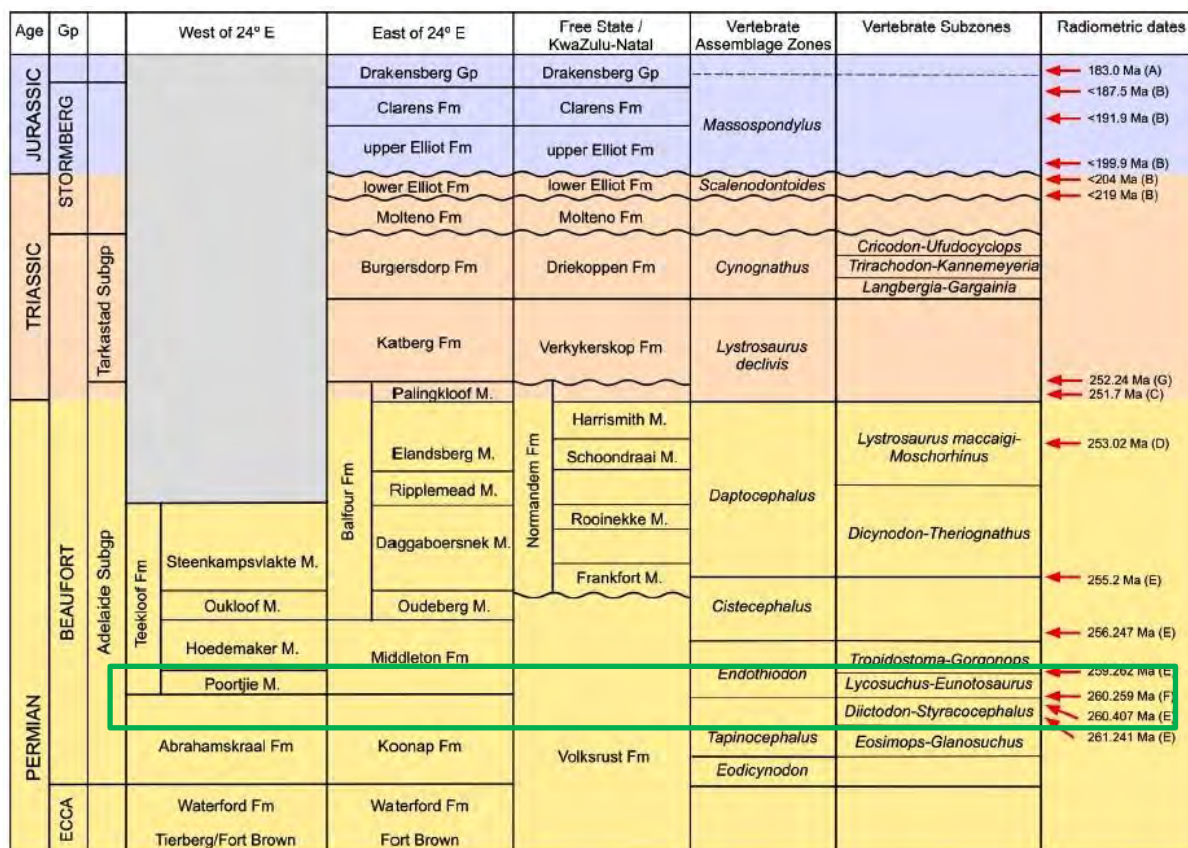 Age Gp West of 24º E East of 24º E Free State / KwaZulu-Natal Vertebrate Assemblage Zones Vertebrate Subzones Radiometric dates
JURASSIC
TRIASSIC
PERMIAN
STORMBERG
BEAUFORT
ECCA
Tarkastad Subgp
Adelaide Subgp
Teekloof Fm
Steenkampsvlakte M.
Oukloof M.
Hoedemaker M.
Poortjie M.
Abrahamskraal Fm
Waterford Fm
Tierberg/Fort Brown
Drakensberg Gp
Clarens Fm
upper Elliot Fm
lower Elliot Fm
Molteno Fm
Burgersdorp Fm
Katberg Fm
Balfour Fm
Palingkloof M.
Elandsberg M.
Ripplemead M.
Daggaboersnek M.
Oudeberg M.
Middleton Fm
Koonap Fm
Waterford Fm
Fort Brown
Drakensberg Gp
Clarens Fm
upper Elliot Fm
lower Elliot Fm
Molteno Fm
Driekoppen Fm
Verkykerskop Fm
Normandem Fm
Harrismith M.
Schoondraai M.
Rooinekke M.
Frankfort M.
Volksrust Fm
Massospondylus
Scalenodontoides
Cynognathus
Lystrosaurus
declivis
Daptocephalus
Cistecephalus
Endothiodon
Tapinocephalus
Eodicynodon
Cricodon-Ufudocyclops
Trirachodon-Kannemeyeria
Langbergia-Gargainia
Lystrosaurus maccaigi-
Moschorhinus
Dicynodon-Theriognathus
Tropidostoma-Gorgonops
Lycosuchus-Eunotosaurus
Diictodon-Styracocephalus
Eosimops-Glanosuchus
183.0 Ma (A)
<187.5 Ma (B)
<191.9 Ma (B)
<199.9 Ma (B)
<204 Ma (B)
<219 Ma (B)
252.24 Ma (G)
251.7 Ma (C)
253.02 Ma (D)
255.2 Ma (E)
256.247 Ma (E)
259.262 Ma (E)
260.259 Ma (F)
260.407 Ma (E)
261.241 Ma (E)